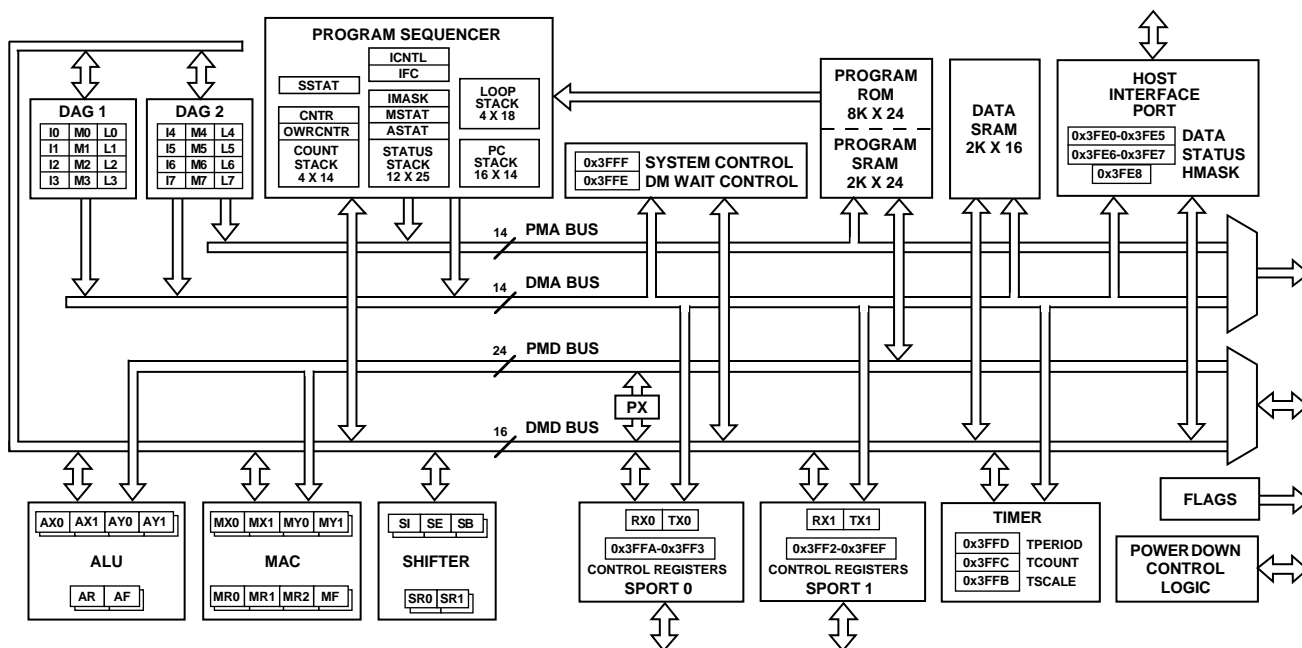 PROGRAM SEQUENCER
ICNTL
IFC
SSTAT
IMASK
MSTAT
ASTAT
STATUS
STACK
12 X 25
CNTR
OWRCNTR
COUNT
STACK
4 X 14
LOOP
STACK
4 X 18
PC
STACK
16 X 14
DAG 1
I0 M0 L0
I1 M1 L1
I2 M2 L2
I3 M3 L3
DAG 2
I4 M4 L4
I5 M5 L5
I6 M6 L6
I7 M7 L7
PROGRAM
ROM
8K X 24
PROGRAM
SRAM
2K X 24
DATA
SRAM
2K X 16
HOST
INTERFACE
PORT
0x3FE0-0x3FE5 DATA
0x3FE6-0x3FE7 STATUS
0x3FE8 HMASK
0x3FFF SYSTEM CONTROL
0x3FFE DM WAIT CONTROL
14 PMA BUS
14 DMA BUS
24 PMD BUS
PX
16 DMD BUS
AX0 AX1 AY0 AY1
ALU
AR AF
MX0 MX1 MY0 MY1
MAC
MR0 MR1 MR2 MF
SI SE SB
SHIFTER
SR0 SR1
RX0 TX0
0x3FFA-0x3FF3
CONTROL REGISTERS
SPORT 0
RX1 TX1
0x3FF2-0x3FEF
CONTROL REGISTERS
SPORT 1
TIMER
0x3FFD TPERIOD
0x3FFC TCOUNT
0x3FFB TSCALE
FLAGS
POWER DOWN
CONTROL
LOGIC